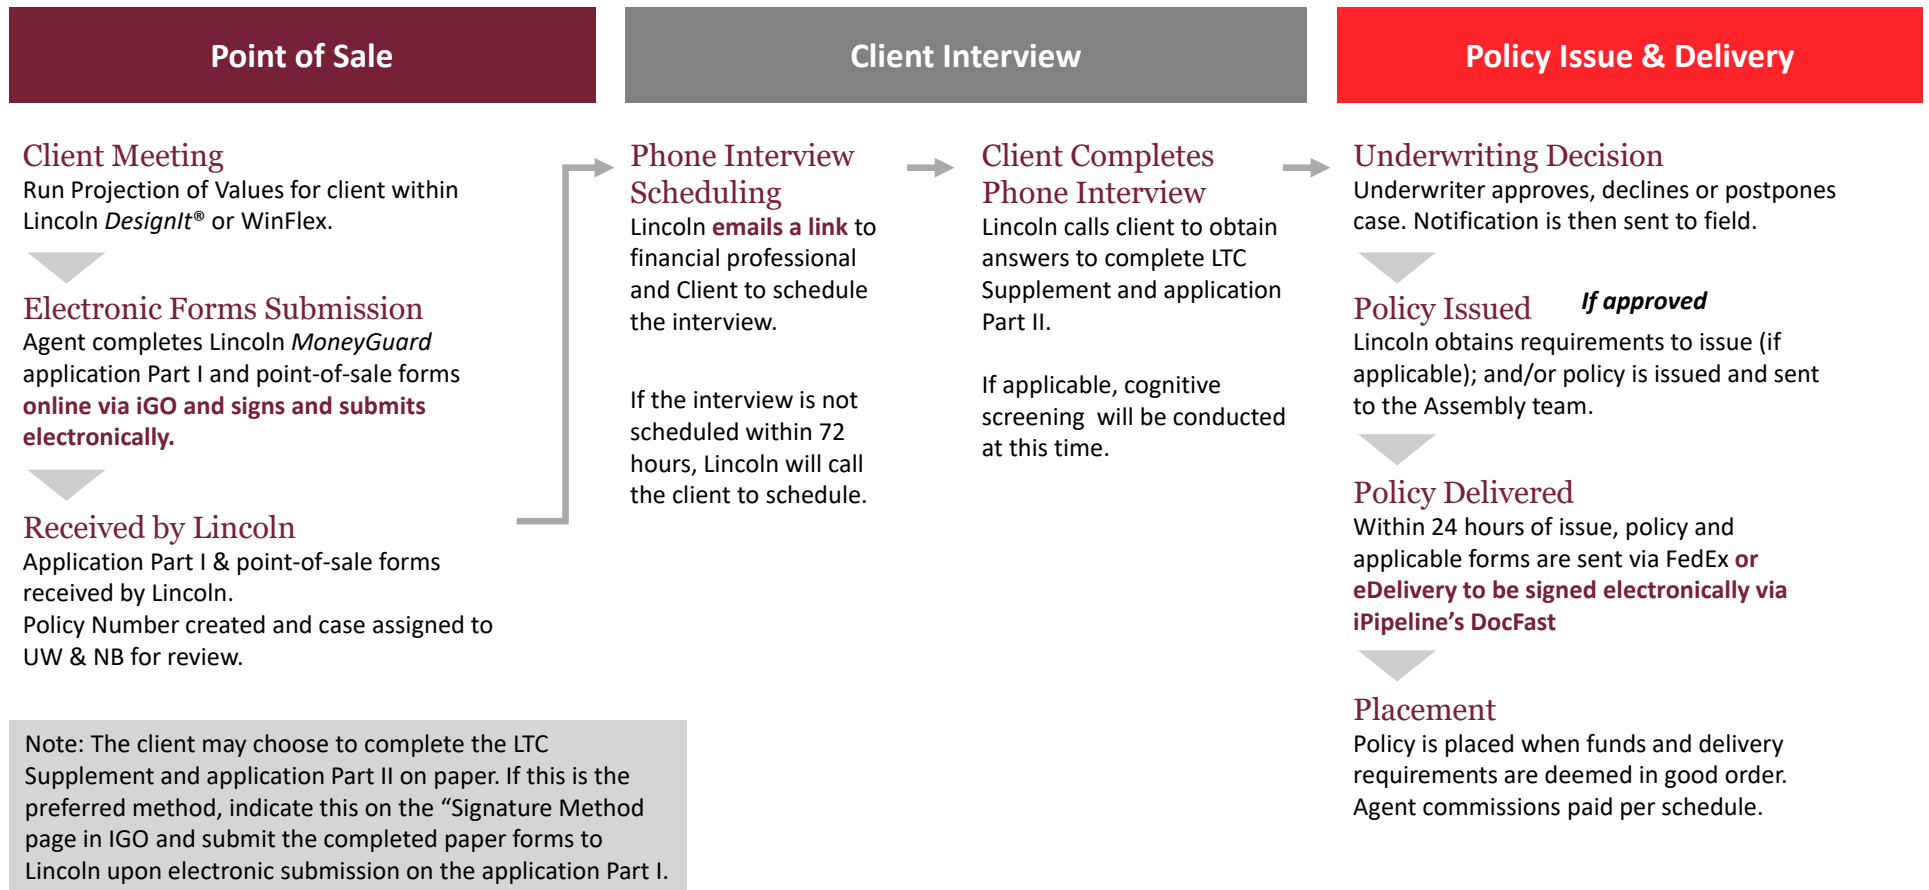 Point of Sale
Client Meeting
Run Projection of Values for client within
Lincoln DesignIt® or WinFlex.
Electronic Forms Submission
Agent completes Lincoln MoneyGuard
application Part I and point-of-sale forms
online via iGO and signs and submits
electronically.
Received by Lincoln
Application Part I & point-of-sale forms
received by Lincoln.
Policy Number created and case assigned to
UW & NB for review.
Note: The client may choose to complete the LTC
Supplement and application Part II on paper. If this is the
preferred method, indicate this on the “Signature Method
page in IGO and submit the completed paper forms to
Lincoln upon electronic submission on the application Part I.
Client Interview
Phone Interview
Scheduling
Lincoln emails a link to
financial professional
and Client to schedule
the interview.
If the interview is not
scheduled within 72
hours, Lincoln will call
the client to schedule.
Client Completes
Phone Interview
Lincoln calls client to obtain
answers to complete LTC
Supplement and application
Part II.
If applicable, cognitive
screening will be conducted
at this time.
Policy Issue & Delivery
Underwriting Decision
Underwriter approves, declines or postpones
case. Notification is then sent to field.
Policy Issued If approved
Lincoln obtains requirements to issue (if
applicable); and/or policy is issued and sent
to the Assembly team.
Policy Delivered
Within 24 hours of issue, policy and
applicable forms are sent via FedEx or
eDelivery to be signed electronically via
iPipeline’s DocFast
Placement
Policy is placed when funds and delivery
requirements are deemed in good order.
Agent commissions paid per schedule.